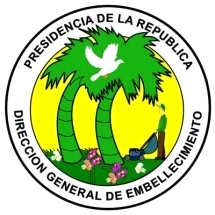 PRESIDENCIA DE LA REPUBLICA
DIRECCION GENERAL DE EMBELLECIMIENTO